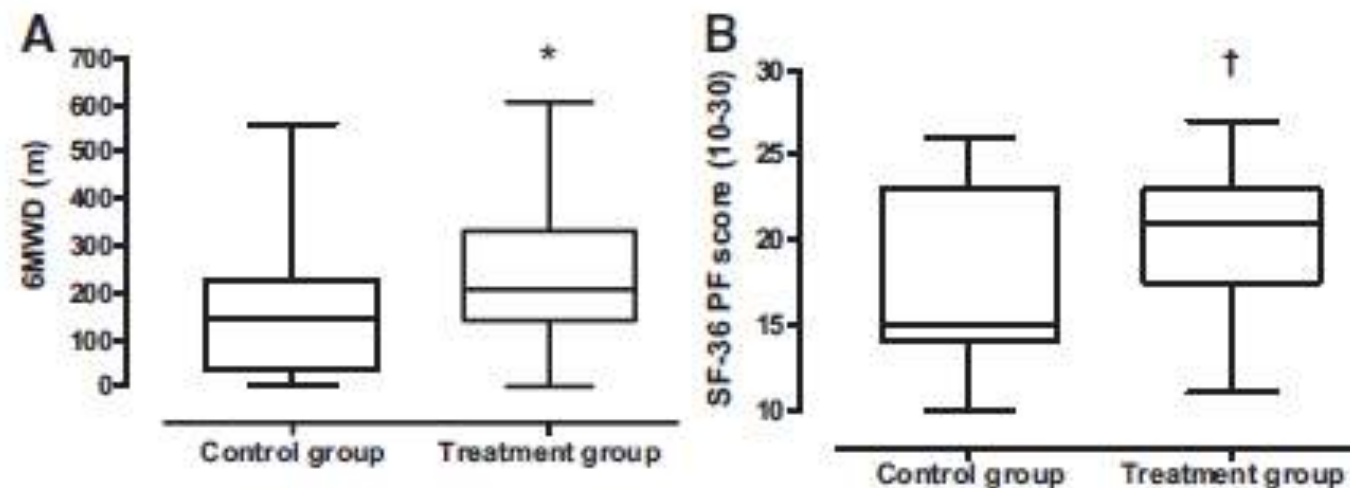 A
6MWD (m)
700
600
500
400
300
200
100
0
*
Control group
Treatment group
B
SF-36 PF score (10-30)
30
25
20
15
10
†
Control group
Treatment group